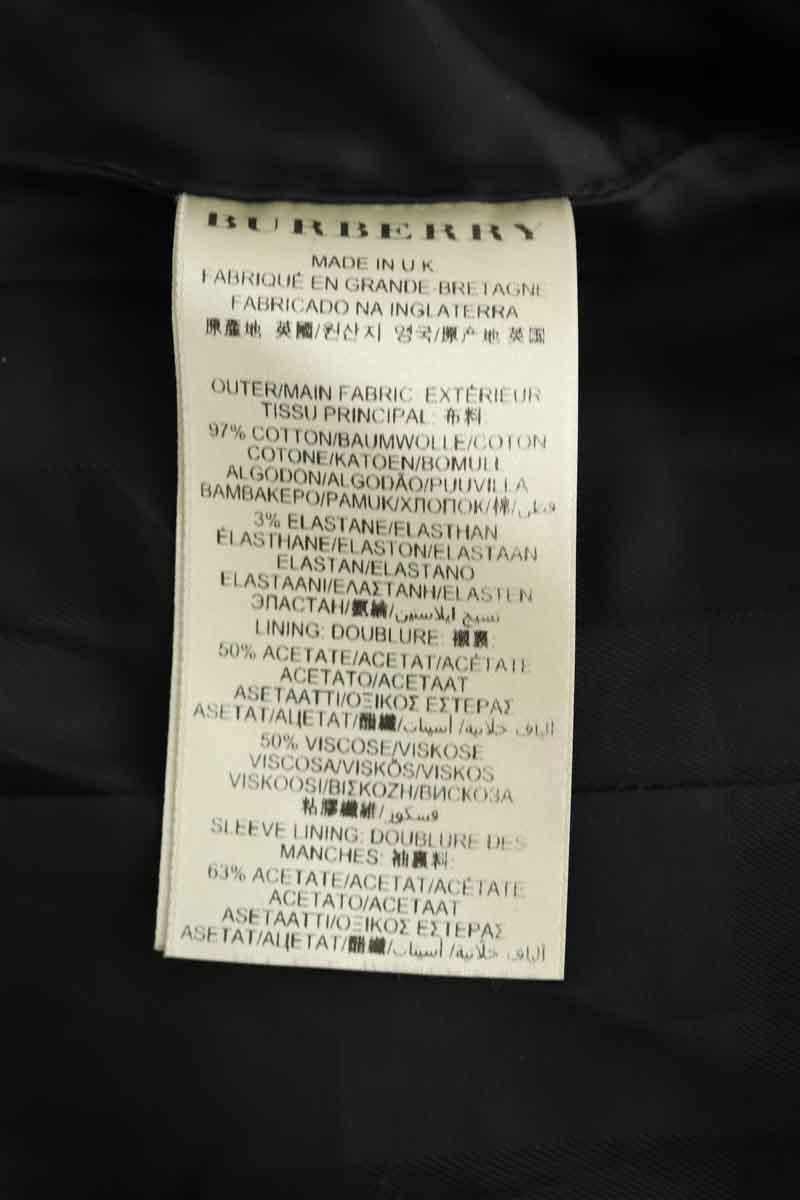 BURBERRY
MADE IN U K
FABRIQUÉ EN GRANDE-BRETAGNE
FABRICADO NA INGLATERRA
原產地 英國/원산지 영국/原产地 英国
OUTER/MAIN FABRIC EXTÉRIEUR
TISSU PRINCIPAL: 布料:
97% COTTON/BAUMWOLLE/COTON
COTONE/KATOEN/BOMULL
ALGODON/ALGODÃO/PUUVILLA
ΒΑΜΒΑΚΕΡΟ/PAMUK/ХЛОПОК/棉/قطن
3% ELASTANE/ELASTHAN
ÉLASTHANE/ELASTON/ELASTAAN
ELASTAN/ELASTANO
ELASTAANI/ΕΛΑΣΤΑΝΗ/ELASTEN
ЭЛАСТАН/氨綸/نسيج ايلاستين
LINING: DOUBLURE: 襯裏:
50% ACETATE/ACETAT/ACÉTATE
ACETATO/ACETAAT
ASETAATTI/ΟΞΙΚΟΣ ΕΣΤΕΡΑΣ
ASETAT/АЦЕТАТ/醋纖/ألياف خلانية/ أسيتات
50% VISCOSE/VISKOSE
VISCOSA/VISKÓS/VISKOS
VISKOOSI/ΒΙΣΚΟΖΗ/ВИСКОЗА
粘膠纖維/فسكوز
SLEEVE LINING: DOUBLURE DES
MANCHES: 袖裏料:
63% ACETATE/ACETAT/ACÉTATE
ACETATO/ACETAAT
ASETAATTI/ΟΞΙΚΟΣ ΕΣΤΕΡΑΣ
ASETAT/АЦЕТАТ/醋纖/ألياف خلانية/ أسيتات